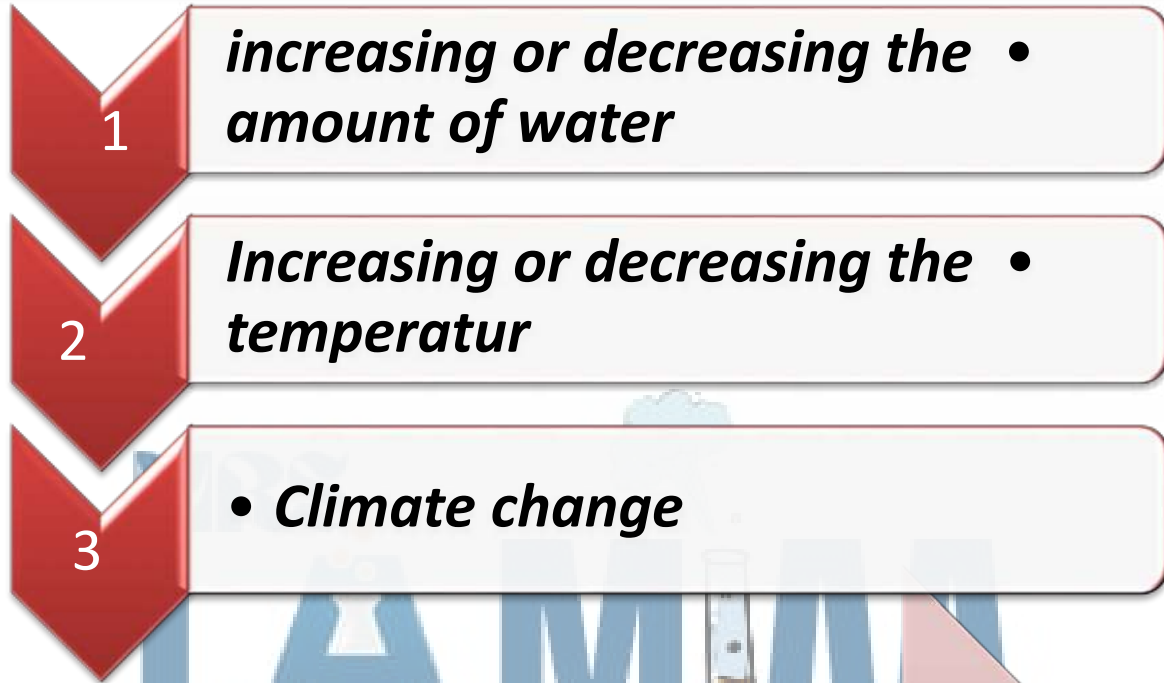 1
increasing or decreasing the •
amount of water
2
Increasing or decreasing the •
temperatur
3
• Climate change